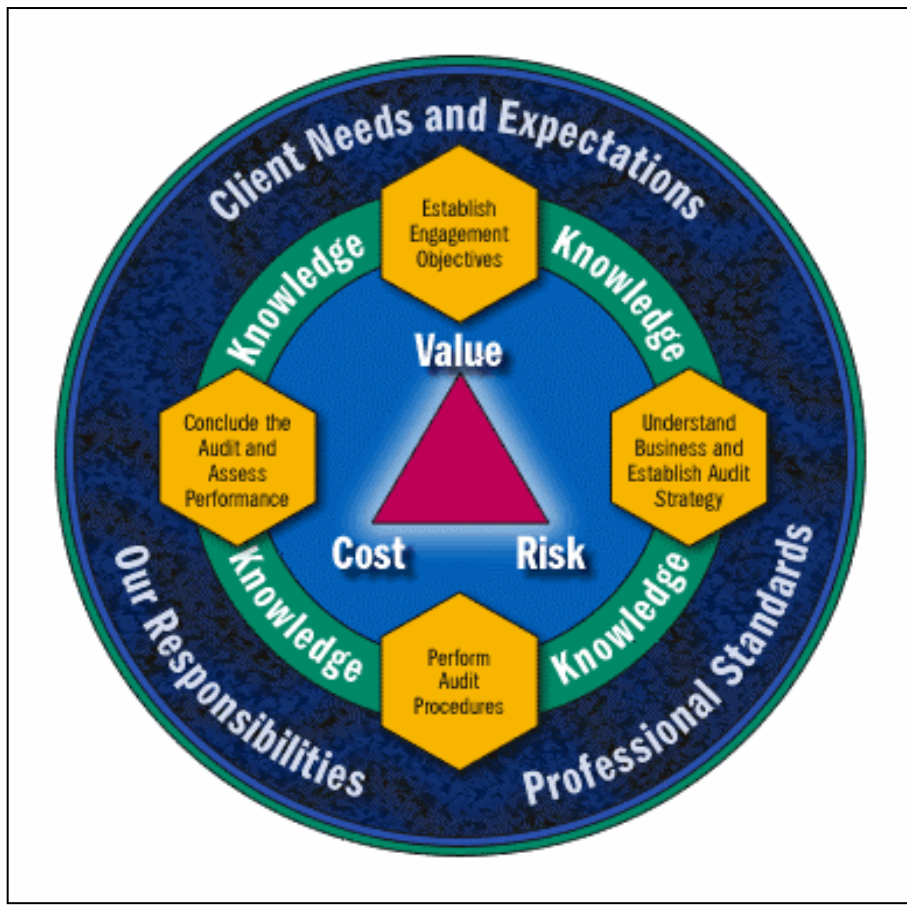 Client Needs and Expectations
Establish
Engagement
Objectives
Knowledge
Knowledge
Value
Conclude the
Audit and
Assess
Performance
Understand
Business and
Establish Audit
Strategy
Cost
Risk
Knowledge
Knowledge
Perform
Audit
Procedures
Our Responsibilities
Professional Standards